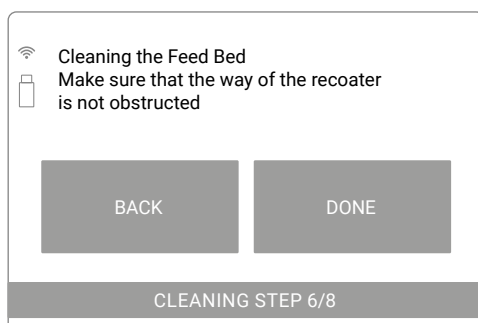 Cleaning the Feed Bed
Make sure that the way of the recoater
is not obstructed
BACK
DONE
CLEANING STEP 6/8